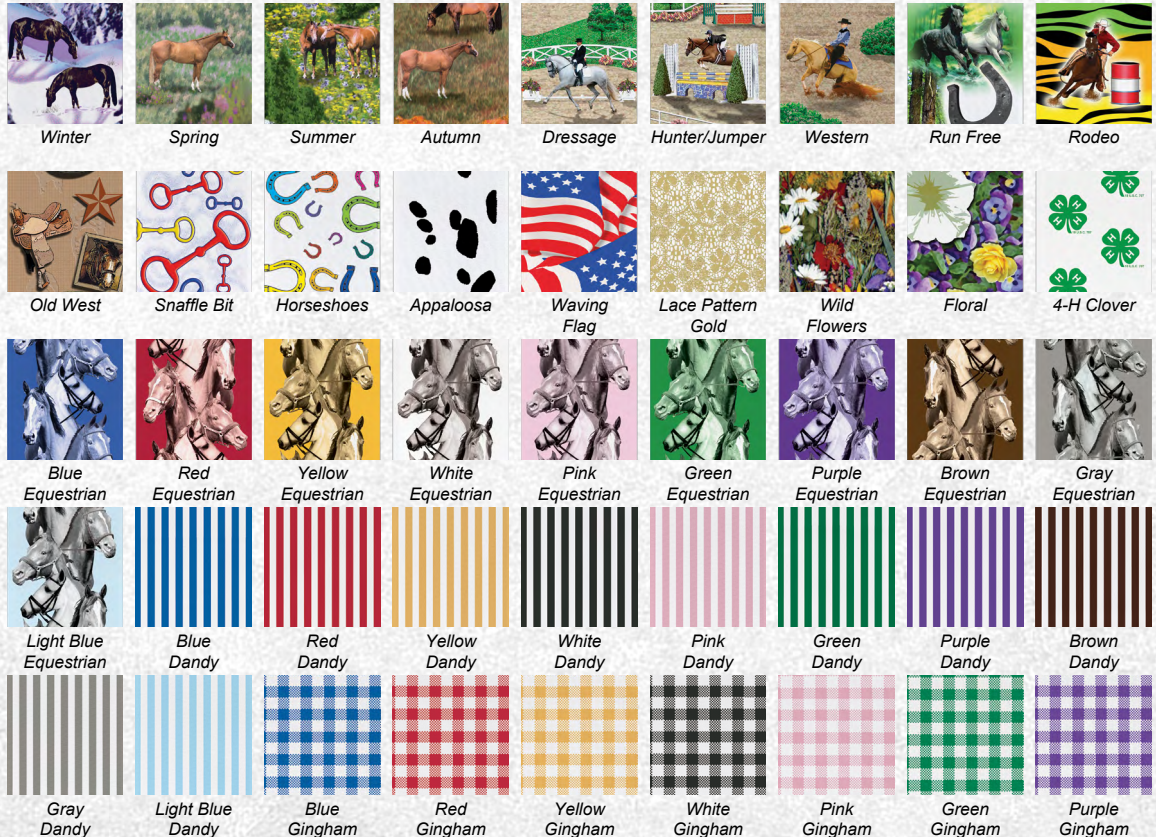 Winter
Spring
Summer
Autumn
Dressage
Hunter/Jumper
Western
Run Free
Rodeo
Old West
Snaffle Bit
Horseshoes
Appaloosa
Waving
Flag
Lace Pattern
Gold
Wild
Flowers
Floral
4-H Clover
H H
H H
Blue
Equestrian
Red
Equestrian
Yellow
Equestrian
White
Equestrian
Pink
Equestrian
Green
Equestrian
Purple
Equestrian
Brown
Equestrian
Gray
Equestrian
Light Blue
Equestrian
Blue
Dandy
Red
Dandy
Yellow
Dandy
White
Dandy
Pink
Dandy
Green
Dandy
Purple
Dandy
Brown
Dandy
Gray
Dandy
Light Blue
Dandy
Blue
Gingham
Red
Gingham
Yellow
Gingham
White
Gingham
Pink
Gingham
Green
Gingham
Purple
Gingham